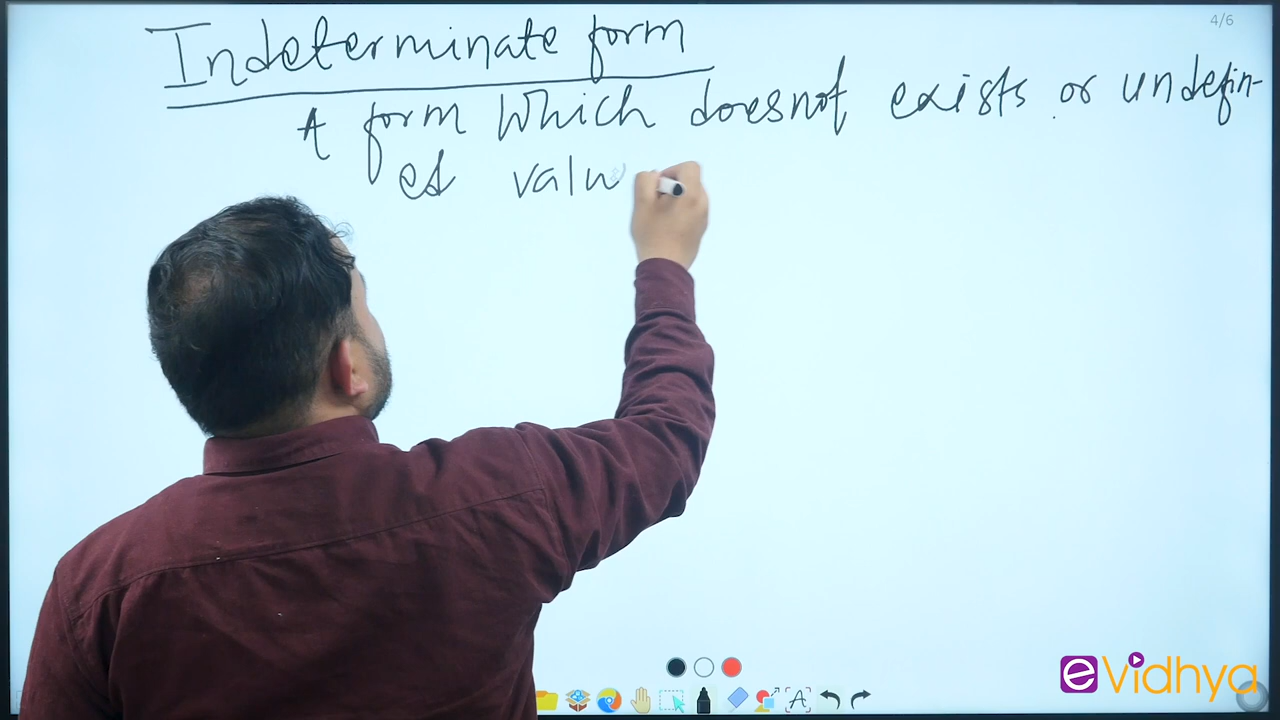 4/6
Indeterminate form
A form which doesnot exists or undefin-
ed valu
eVidhya